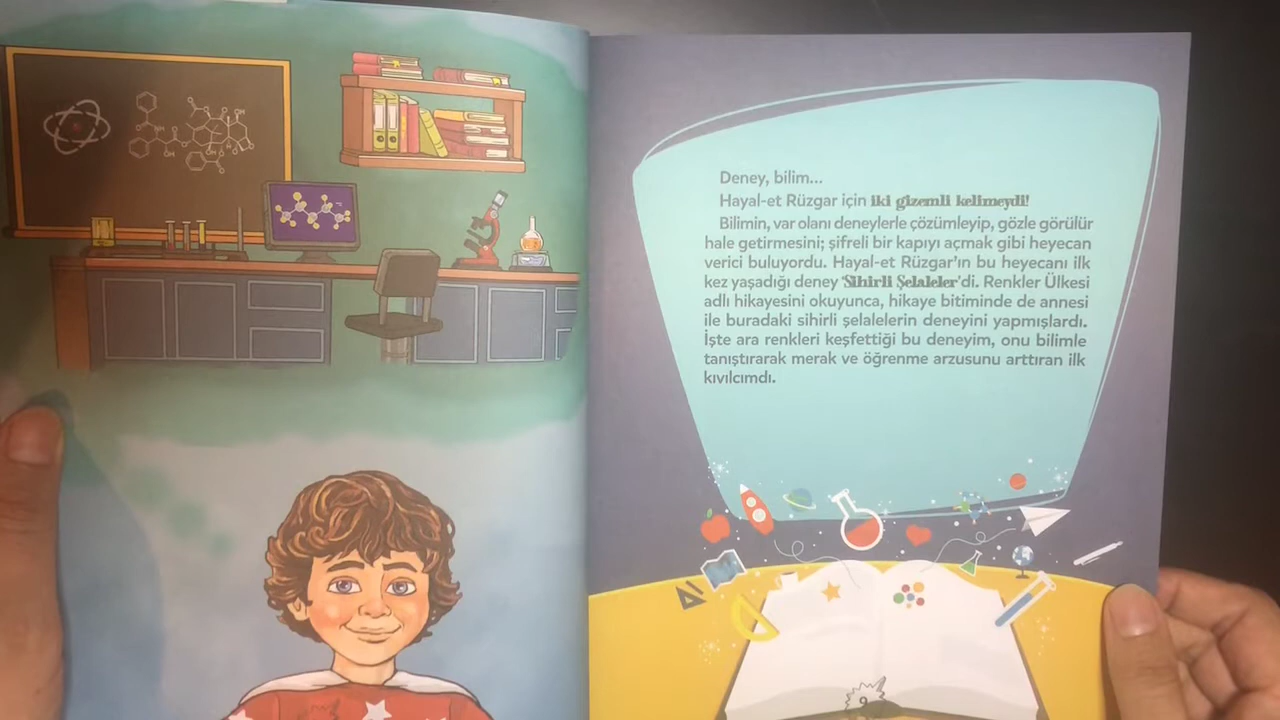 Deney, bilim...
Hayal-et Rüzgar için iki gizemli kelimeydi!
Bilimin, var olanı deneylerle çözümleyip, gözle görülür
hale getirmesini; şifreli bir kapıyı açmak gibi heyecan
verici buluyordu. Hayal-et Rüzgar'ın bu heyecanı ilk
kez yaşadığı deney 'Sihirli Şelaleler'di. Renkler Ülkesi
adlı hikayesini okuyunca, hikaye bitiminde de annesi
ile buradaki sihirli şelalelerin deneyini yapmışlardı.
İşte ara renkleri keşfettiği bu deneyim, onu bilimle
tanıştırarak merak ve öğrenme arzusunu arttıran ilk
kıvılcımdı.
9